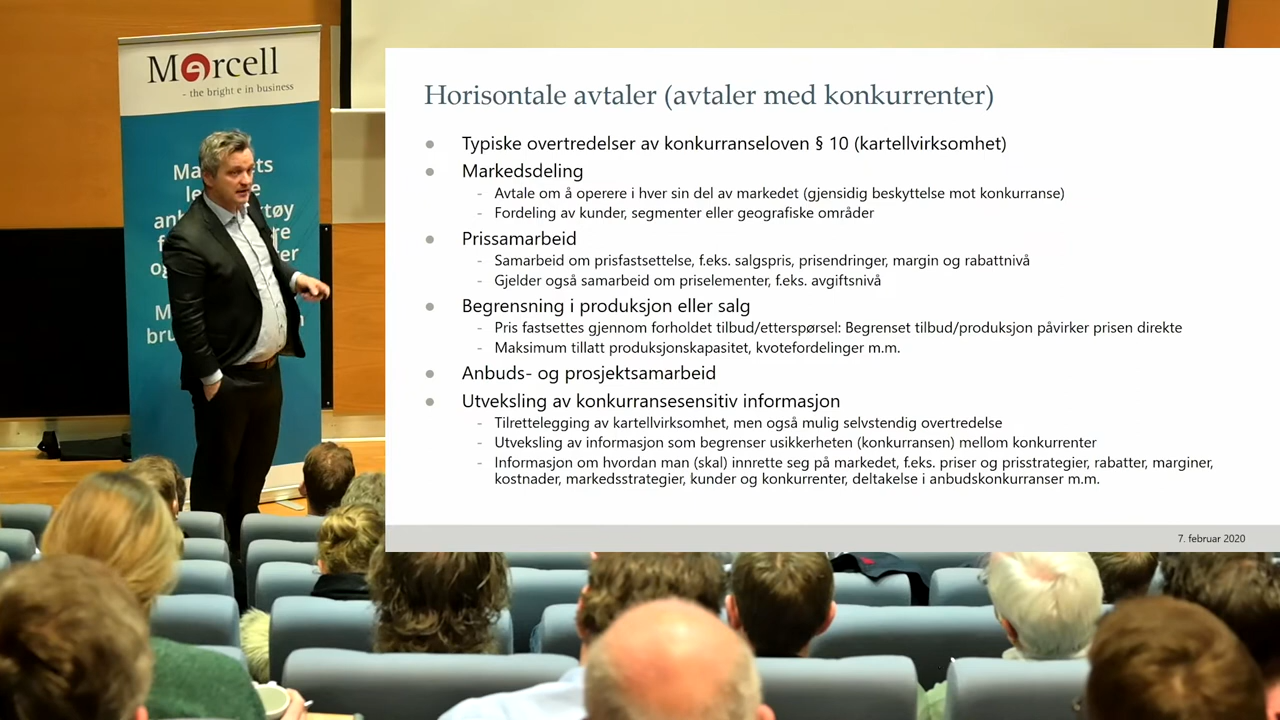 Mercell
- the bright e in business
Horisontale avtaler (avtaler med konkurrenter)
Typiske overtredelser av konkurranseloven § 10 (kartellvirksomhet)
Markedsdeling
- Avtale om å operere i hver sin del av markedet (gjensidig beskyttelse mot konkurranse)
- Fordeling av kunder, segmenter eller geografiske områder
Prissamarbeid
- Samarbeid om prisfastsettelse, f.eks. salgspris, prisendringer, margin og rabattnivå
- Gjelder også samarbeid om priselementer, f.eks. avgiftsnivå
Begrensning i produksjon eller salg
- Pris fastsettes gjennom forholdet tilbud/etterspørsel: Begrenset tilbud/produksjon påvirker prisen direkte
- Maksimum tillatt produksjonskapasitet, kvotefordelinger m.m.
Anbuds- og prosjektsamarbeid
Utveksling av konkurransesensitiv informasjon
- Tilrettelegging av kartellvirksomhet, men også mulig selvstendig overtredelse
- Utveksling av informasjon som begrenser usikkerheten (konkurransen) mellom konkurrenter
- Informasjon om hvordan man (skal) innrette seg på markedet, f.eks. priser og prisstrategier, rabatter, marginer,
kostnader, markedsstrategier, kunder og konkurrenter, deltakelse i anbudskonkurranser m.m.
7. februar 2020